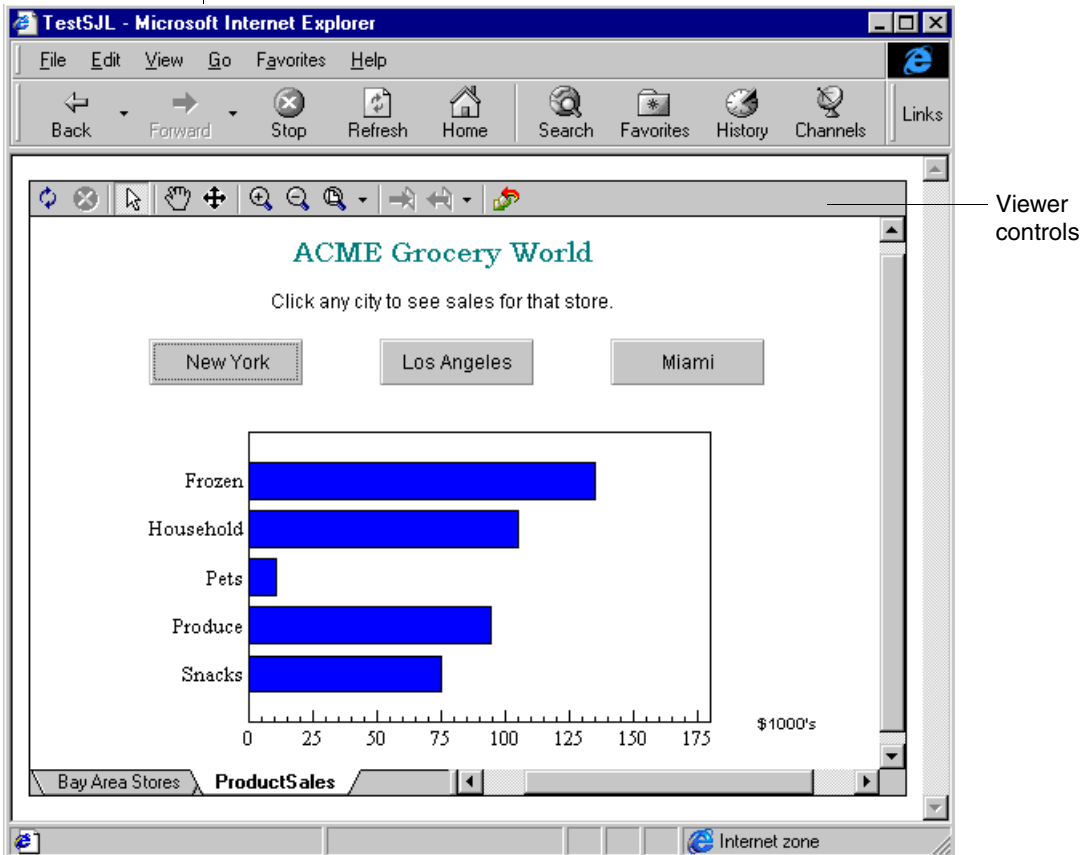 TestSJL - Microsoft Internet Explorer
File Edit View Go Favorites Help
Back Forward Stop Refresh Home Search Favorites History Channels Links
Viewer
controls
ACME Grocery World
Click any city to see sales for that store.
New York Los Angeles Miami
Frozen
Household
Pets
Produce
Snacks
0 25 50 75 100 125 150 175 $1000's
Bay Area Stores ProductSales
Internet zone